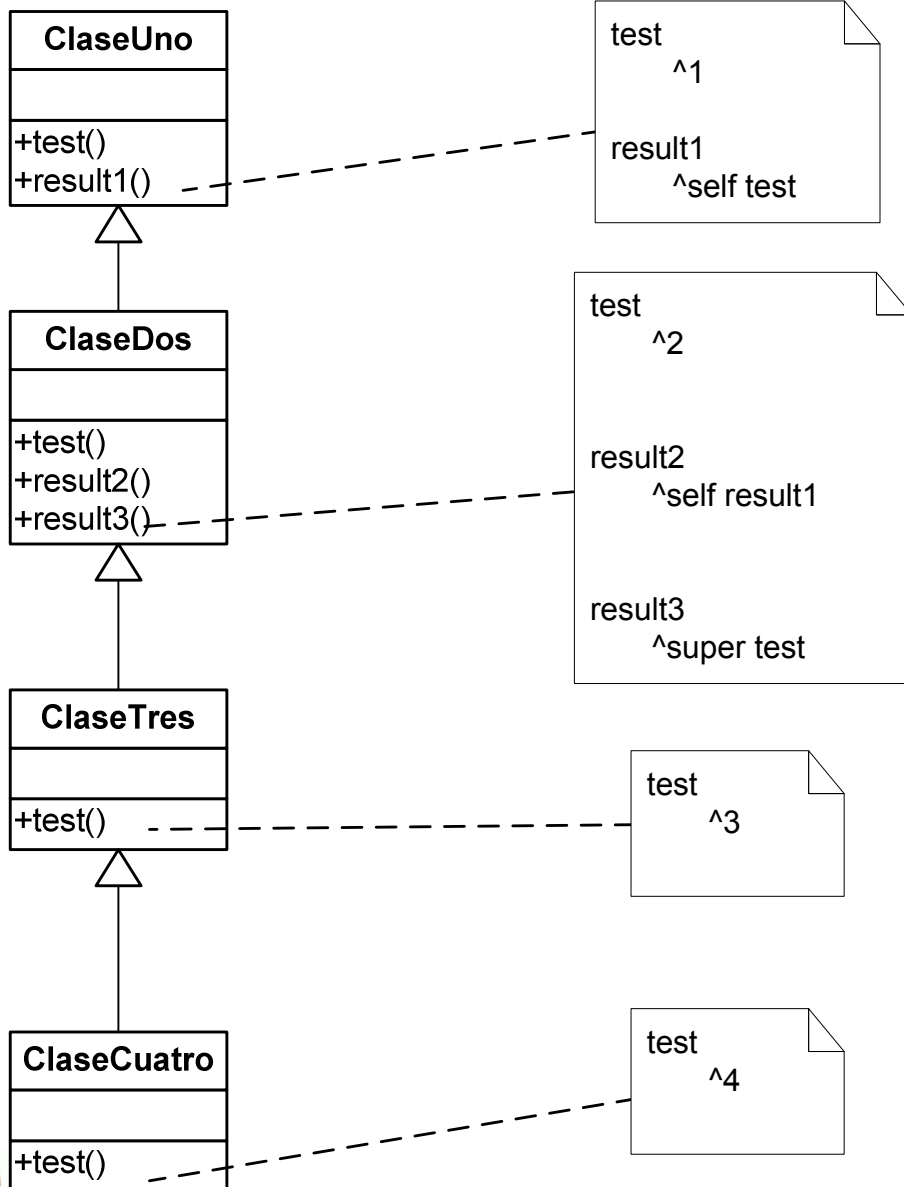 ClaseUno
+test()
+result1()
test
^1
result1
^self test
ClaseDos
+test()
+result2()
+result3()
test
^2
result2
^self result1
result3
^super test
ClaseTres
+test()
test
^3
ClaseCuatro
+test()
test
^4